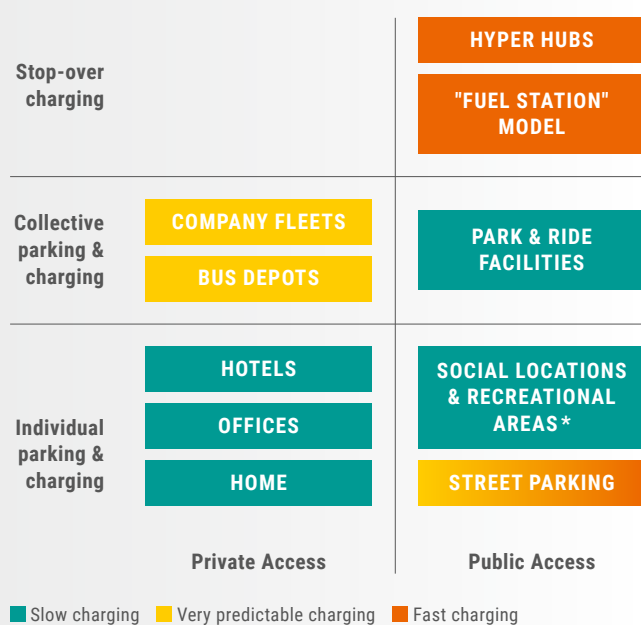 HYPER HUBS
Stop-over
charging
"FUEL STATION"
MODEL
Collective
parking &
charging
COMPANY FLEETS
BUS DEPOTS
PARK & RIDE
FACILITIES
Individual
parking &
charging
HOTELS
OFFICES
HOME
SOCIAL LOCATIONS
& RECREATIONAL
AREAS*
STREET PARKING
Private Access
Public Access
Slow charging
Very predictable charging
Fast charging